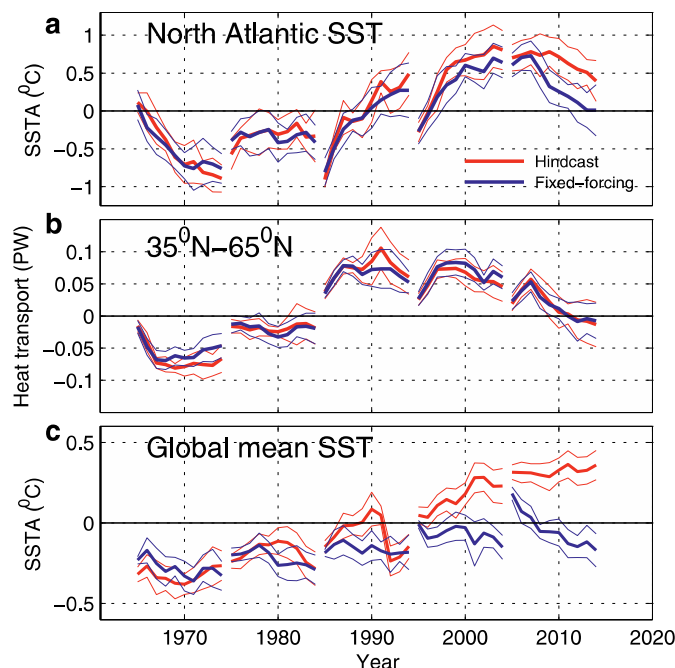 a
North Atlantic SST
SSTA (⁰C)
1
0.5
0
−0.5
−1
Hindcast
Fixed−forcing
b
35⁰N−65⁰N
Heat transport (PW)
0.1
0.05
0
−0.05
−0.1
c
Global mean SST
SSTA (⁰C)
0.5
0
−0.5
1970 1980 1990 2000 2010 2020
Year